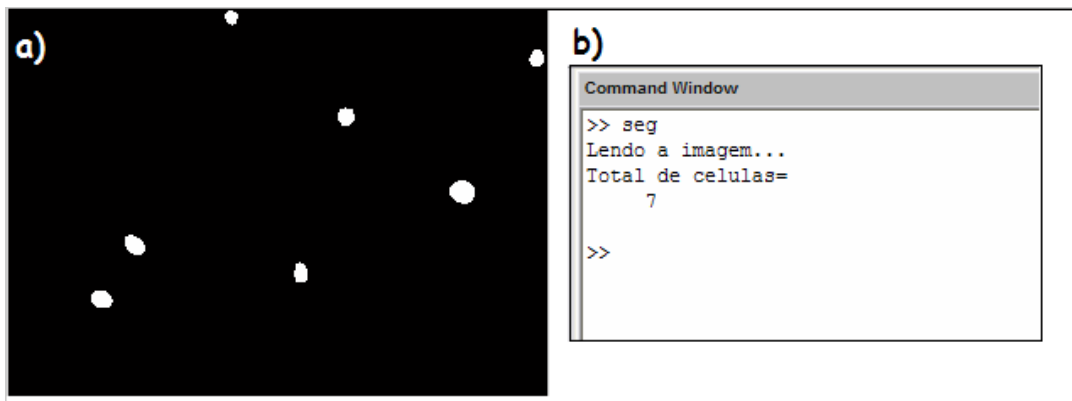 a)
b)
Command Window
>> seg
Lendo a imagem...
Total de celulas=
7
>>